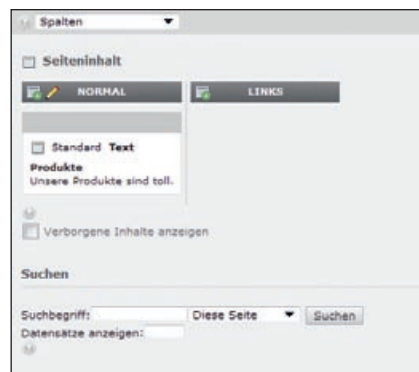 Spalten
Seiteninhalt
NORMAL LINKS
Standard Text
Produkte
Unsere Produkte sind toll.
Verborgene Inhalte anzeigen
Suchen
Suchbegriff: Diese Seite Suchen
Datensätze anzeigen: